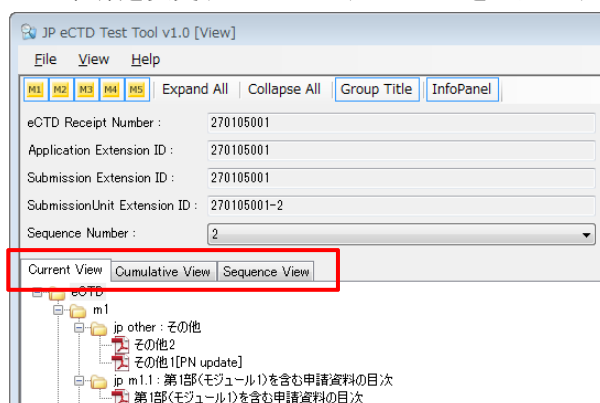 JP eCTD Test Tool v1.0 [View]
File View Help
M1 M2 M3 M4 M5 Expand All Collapse All Group Title InfoPanel
eCTD Receipt Number : 270105001
Application Extension ID : 270105001
Submission Extension ID : 270105001
SubmissionUnit Extension ID : 270105001-2
Sequence Number : 2
Current View Cumulative View Sequence View
eCTD
m1
jp other : その他
その他2
その他1[PN update]
jp m1.1 : 第1部(モジュール1)を含む申請資料の目次
第1部(モジュール1)を含む申請資料の目次